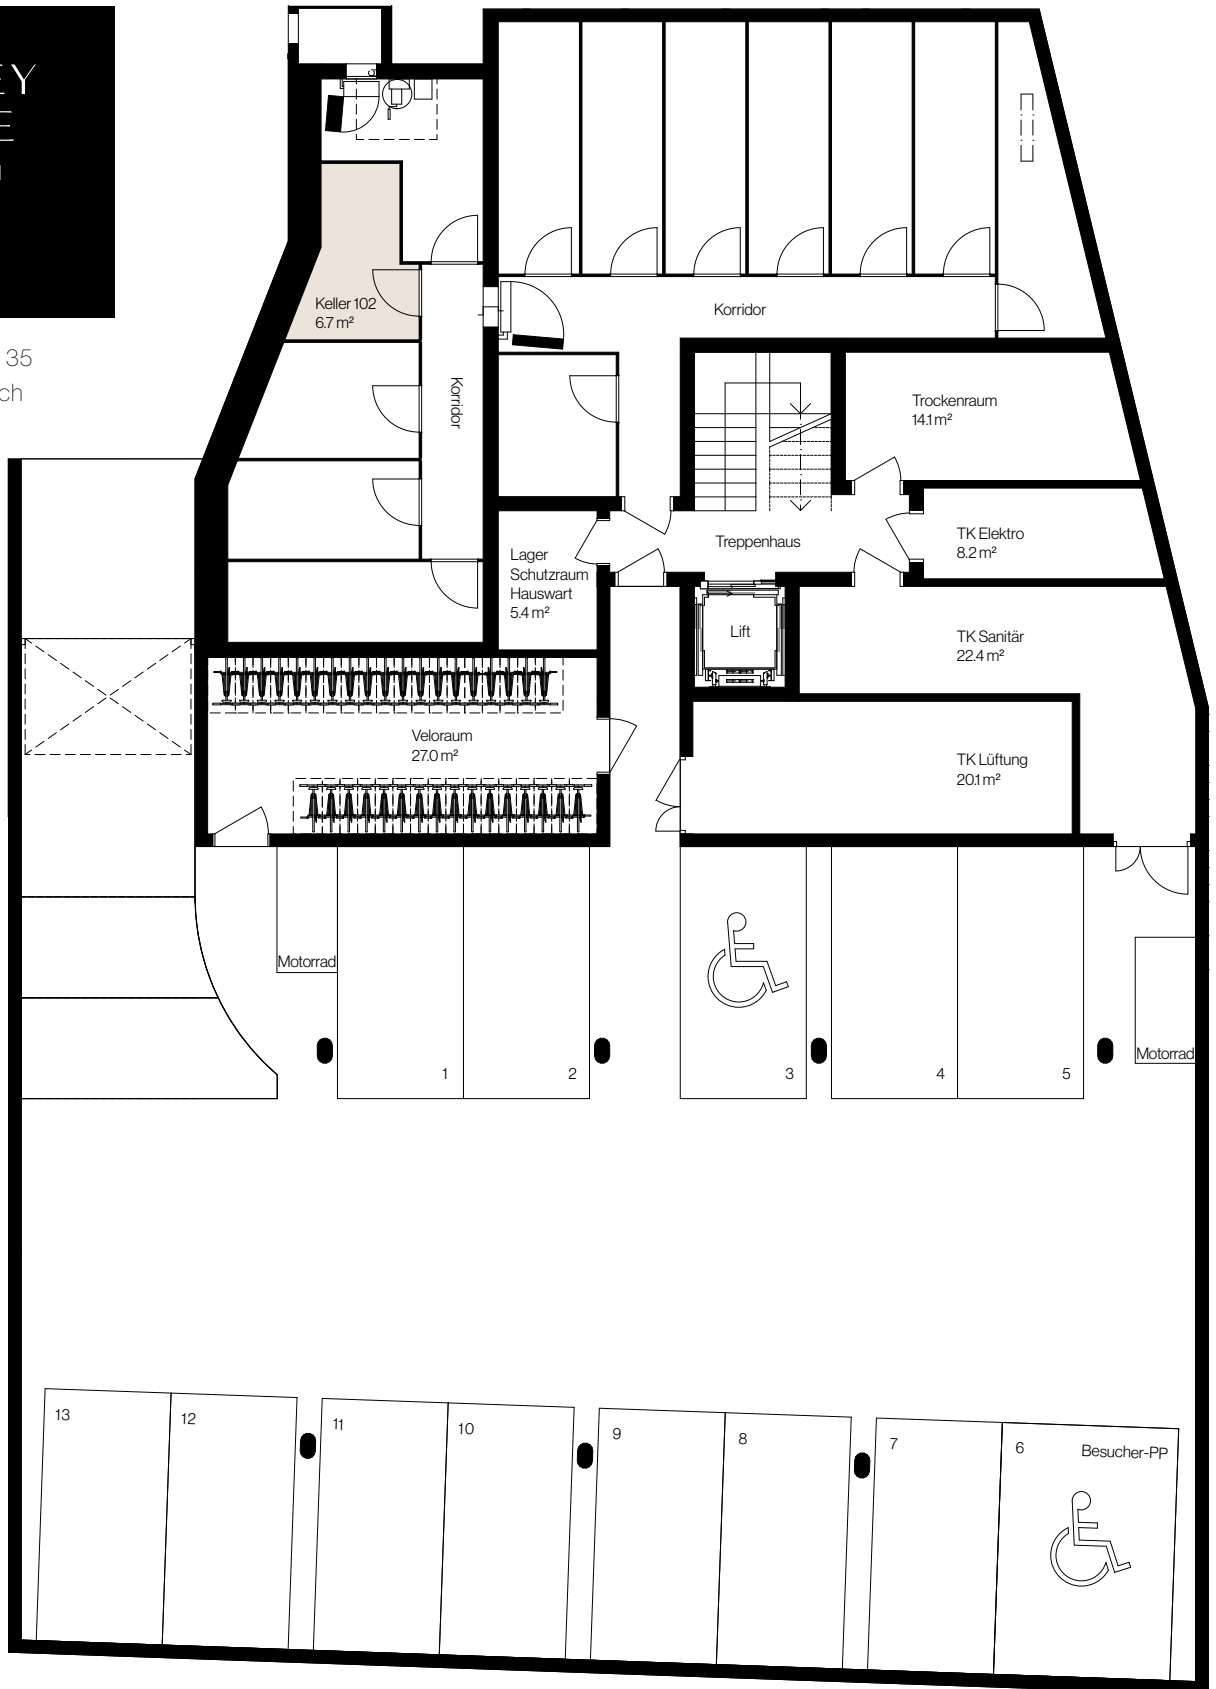 35
Keller 102
6.7 m²
Korridor
Korridor
Trockenraum
14.1 m²
TK Elektro
8.2 m²
Treppenhaus
Lager
Schutzraum
Hauswart
5.4 m²
Lift
TK Sanitär
22.4 m²
Veloraum
27.0 m²
TK Lüftung
20.1 m²
Motorrad
Motorrad
1
2
3
4
5
13
12
11
10
9
8
7
6
Besucher-PP